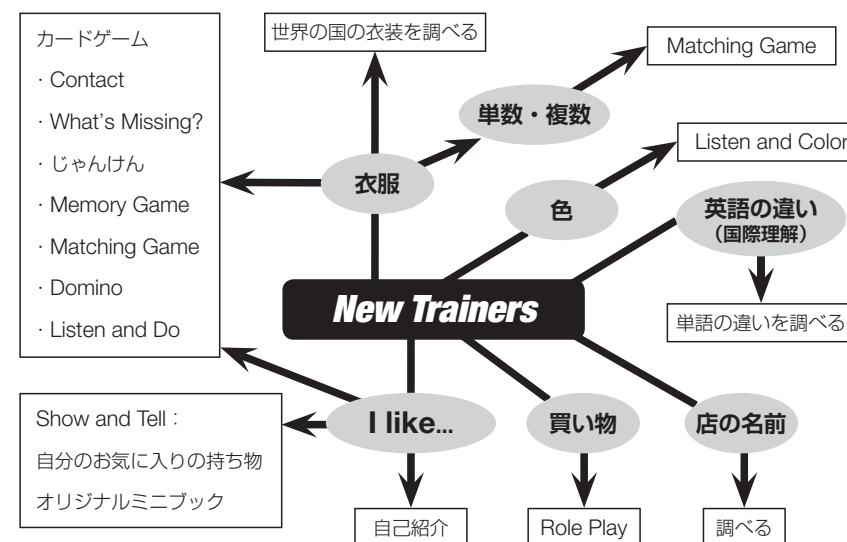 カードゲーム
· Contact
· What's Missing?
· じゃんけん
· Memory Game
· Matching Game
· Domino
· Listen and Do
世界の国の衣装を調べる
Matching Game
単数・複数
Listen and Color
衣服
色
英語の違い
（国際理解）
New Trainers
単語の違いを調べる
Show and Tell：
自分のお気に入りの持ち物
オリジナルミニブック
I like...
買い物
店の名前
自己紹介
Role Play
調べる